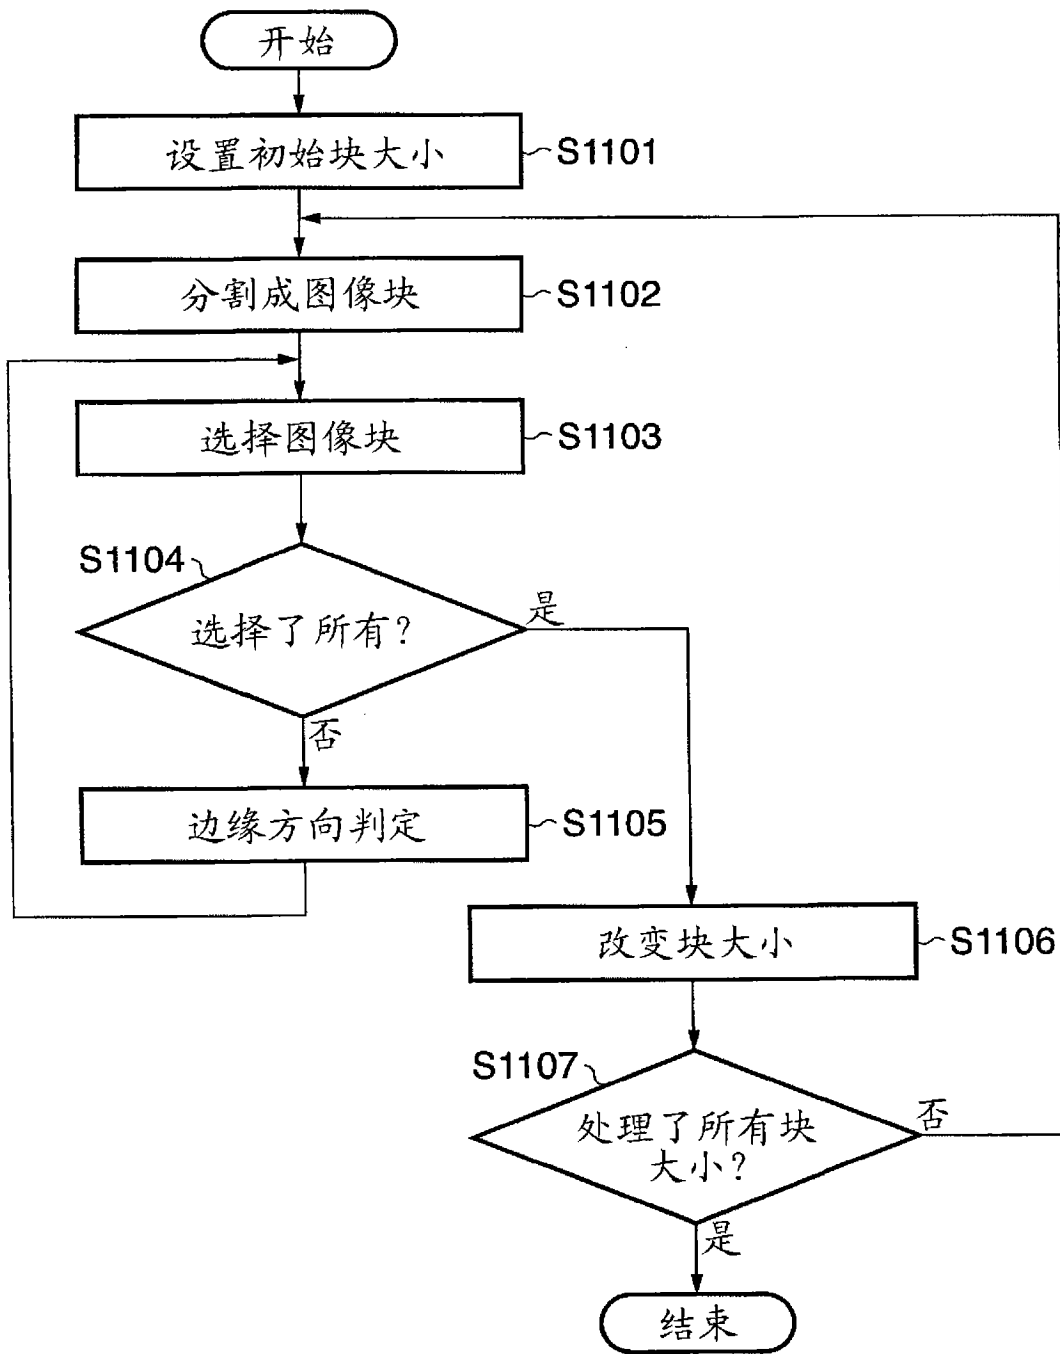 开始
设置初始块大小
S1101
分割成图像块
S1102
选择图像块
S1103
S1104
选择了所有？
是
否
边缘方向判定
S1105
改变块大小
S1106
S1107
处理了所有块
大小？
否
是
结束